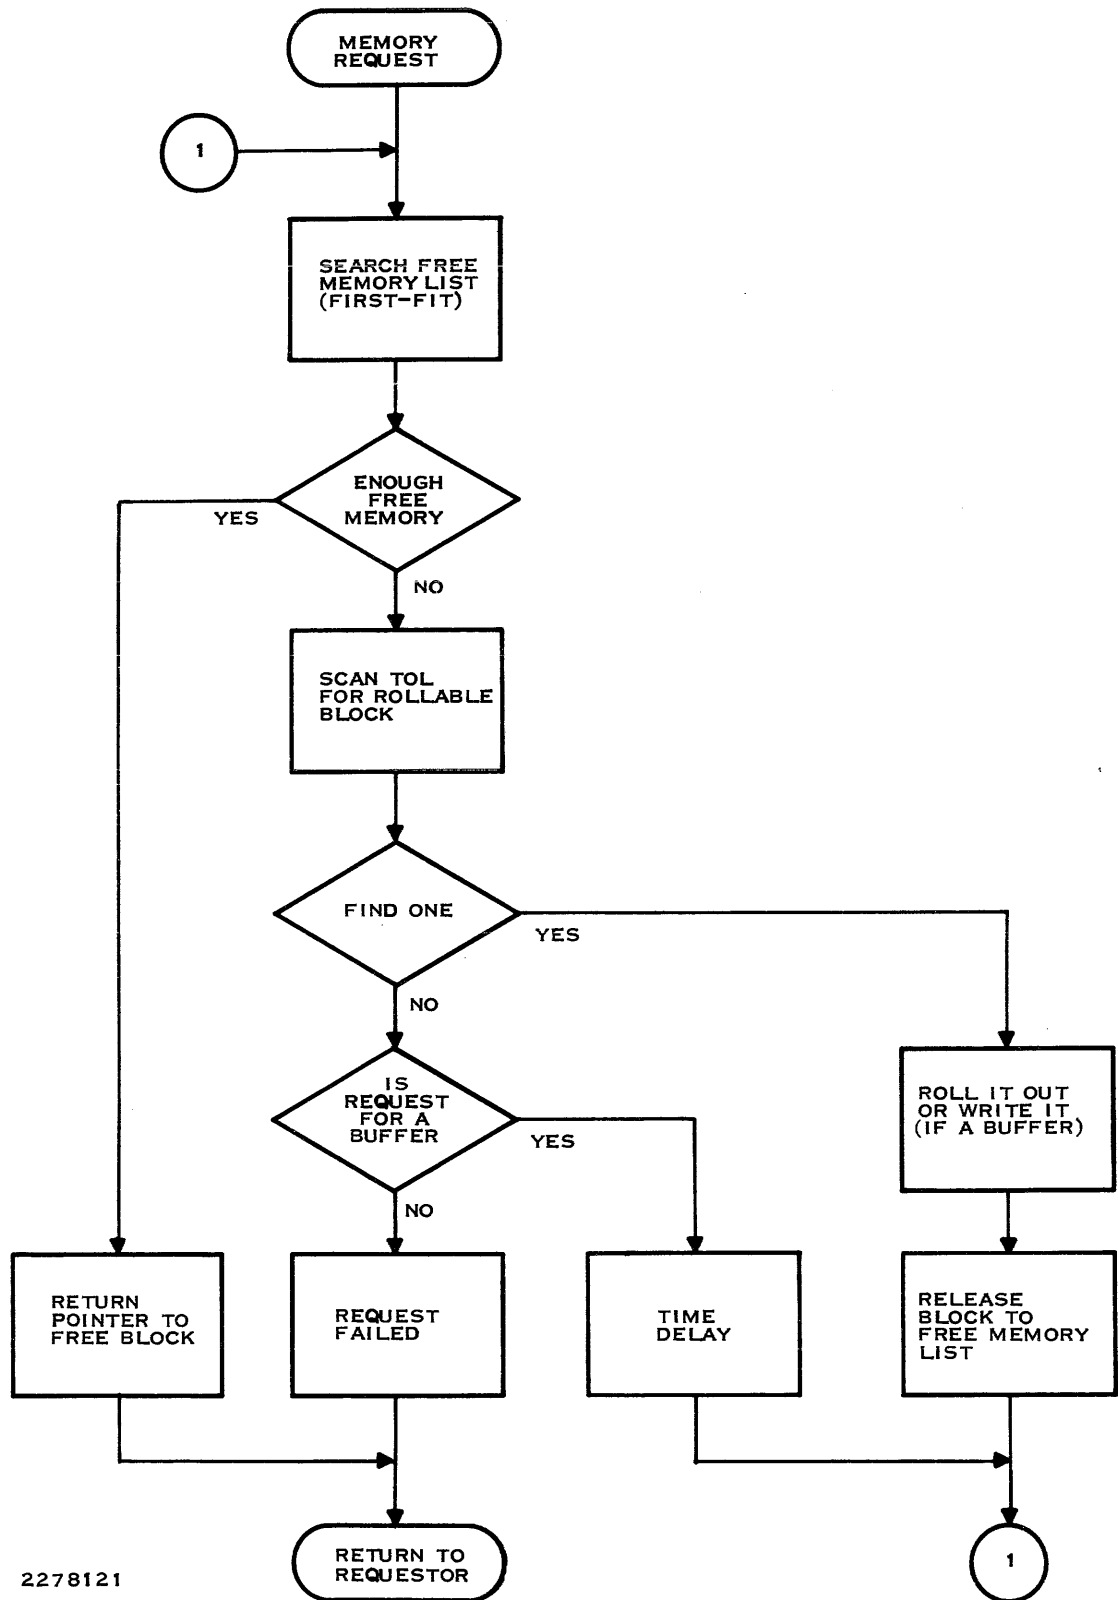 MEMORY
REQUEST
1
SEARCH FREE
MEMORY LIST
(FIRST-FIT)
ENOUGH
FREE
MEMORY
YES
NO
SCAN TOL
FOR ROLLABLE
BLOCK
FIND ONE
YES
NO
IS
REQUEST
FOR A
BUFFER
YES
NO
ROLL IT OUT
OR WRITE IT
(IF A BUFFER)
RETURN
POINTER TO
FREE BLOCK
REQUEST
FAILED
TIME
DELAY
RELEASE
BLOCK TO
FREE MEMORY
LIST
RETURN TO
REQUESTOR
1
2278121